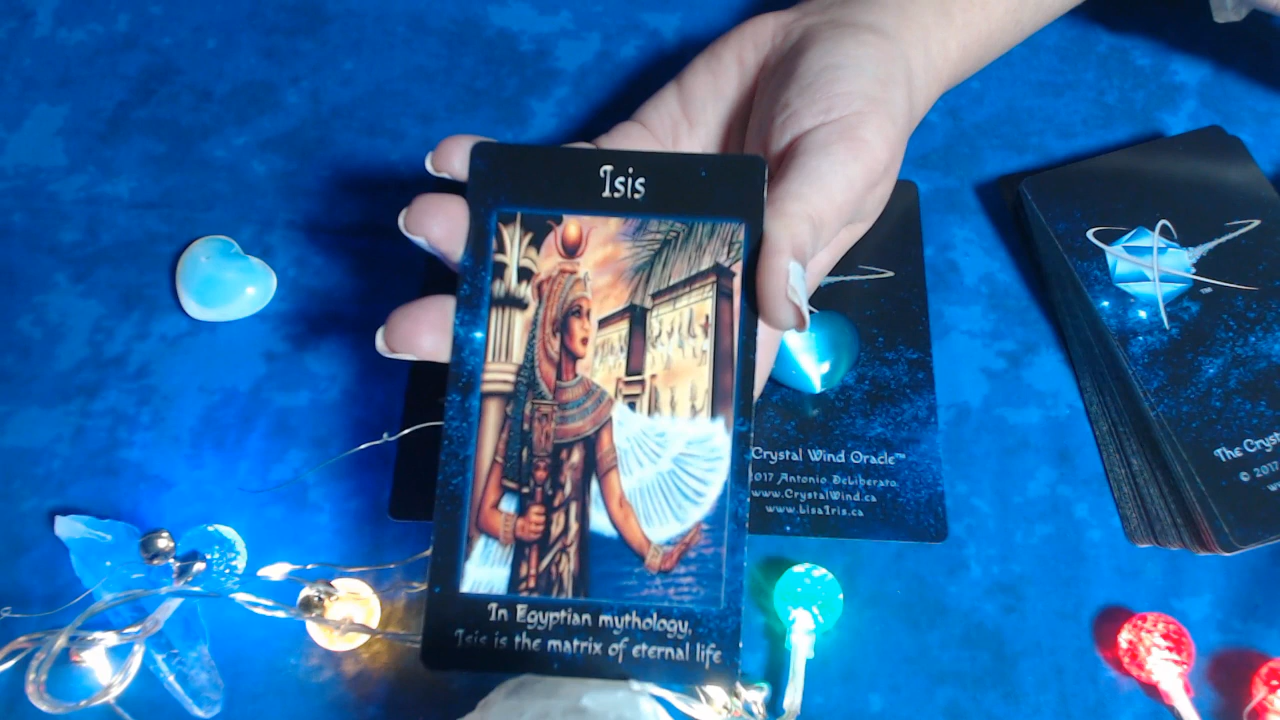 Isis
In Egyptian mythology,
Isis is the matrix of eternal life
Crystal Wind Oracle™
2017 Antonio DeLiberato
www.CrystalWind.ca
www.LisaIris.ca
The Crys
© 2017